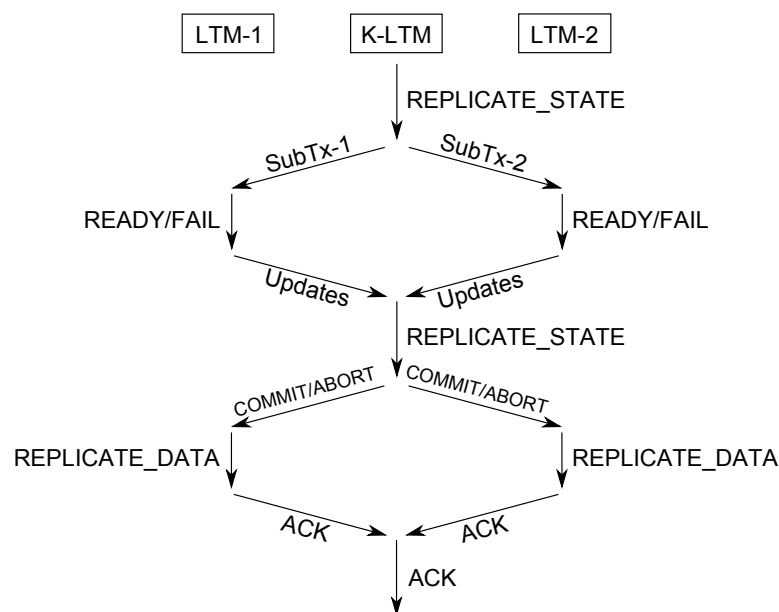 LTM-1 K-LTM LTM-2
REPLICATE_STATE
SubTx-1 SubTx-2
READY/FAIL READY/FAIL
Updates Updates
REPLICATE_STATE
COMMIT/ABORT COMMIT/ABORT
REPLICATE_DATA REPLICATE_DATA
ACK ACK
ACK